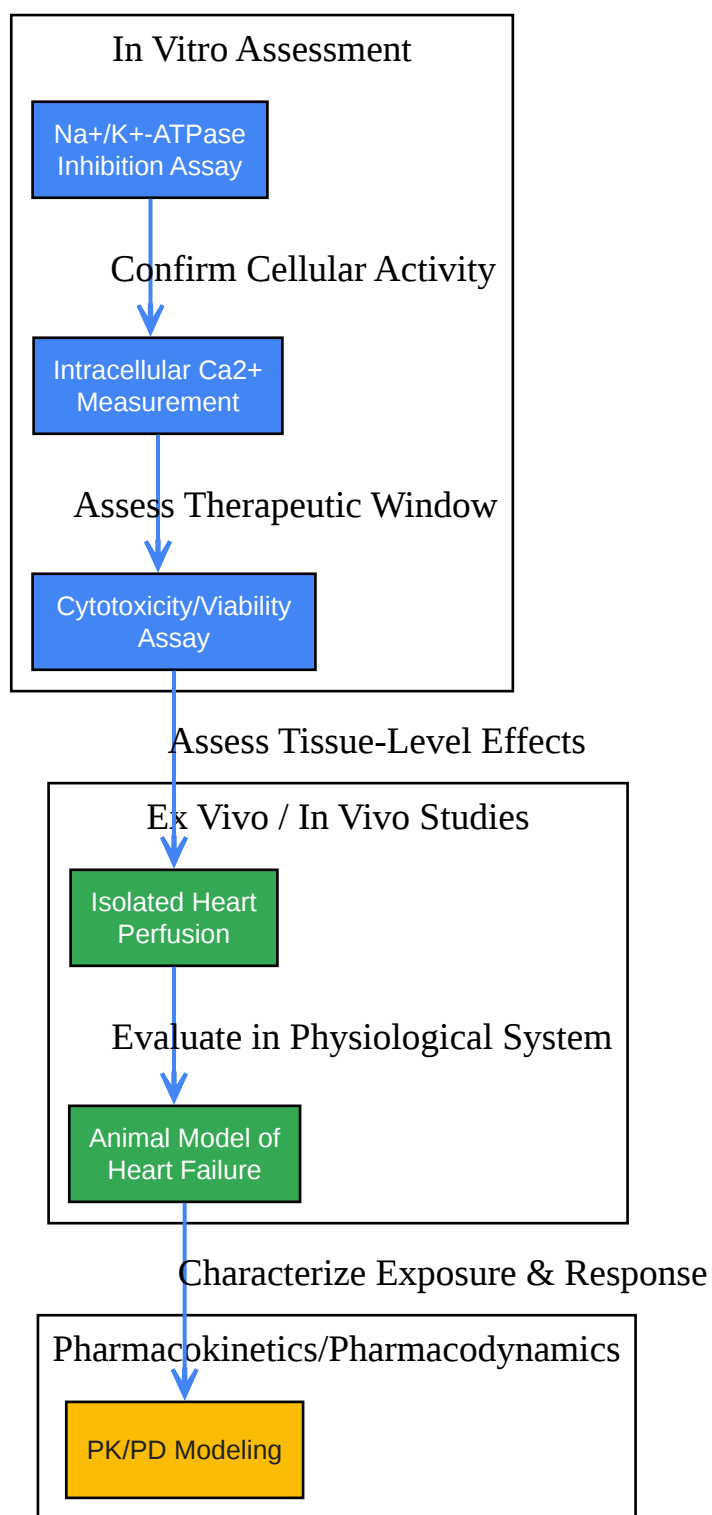 In Vitro Assessment
Na+/K+-ATPase
Inhibition Assay
Confirm Cellular Activity
Intracellular Ca2+
Measurement
Assess Therapeutic Window
Cytotoxicity/Viability
Assay
Assess Tissue-Level Effects
Ex Vivo / In Vivo Studies
Isolated Heart
Perfusion
Evaluate in Physiological System
Animal Model of
Heart Failure
Characterize Exposure & Response
Pharmacokinetics/Pharmacodynamics
PK/PD Modeling